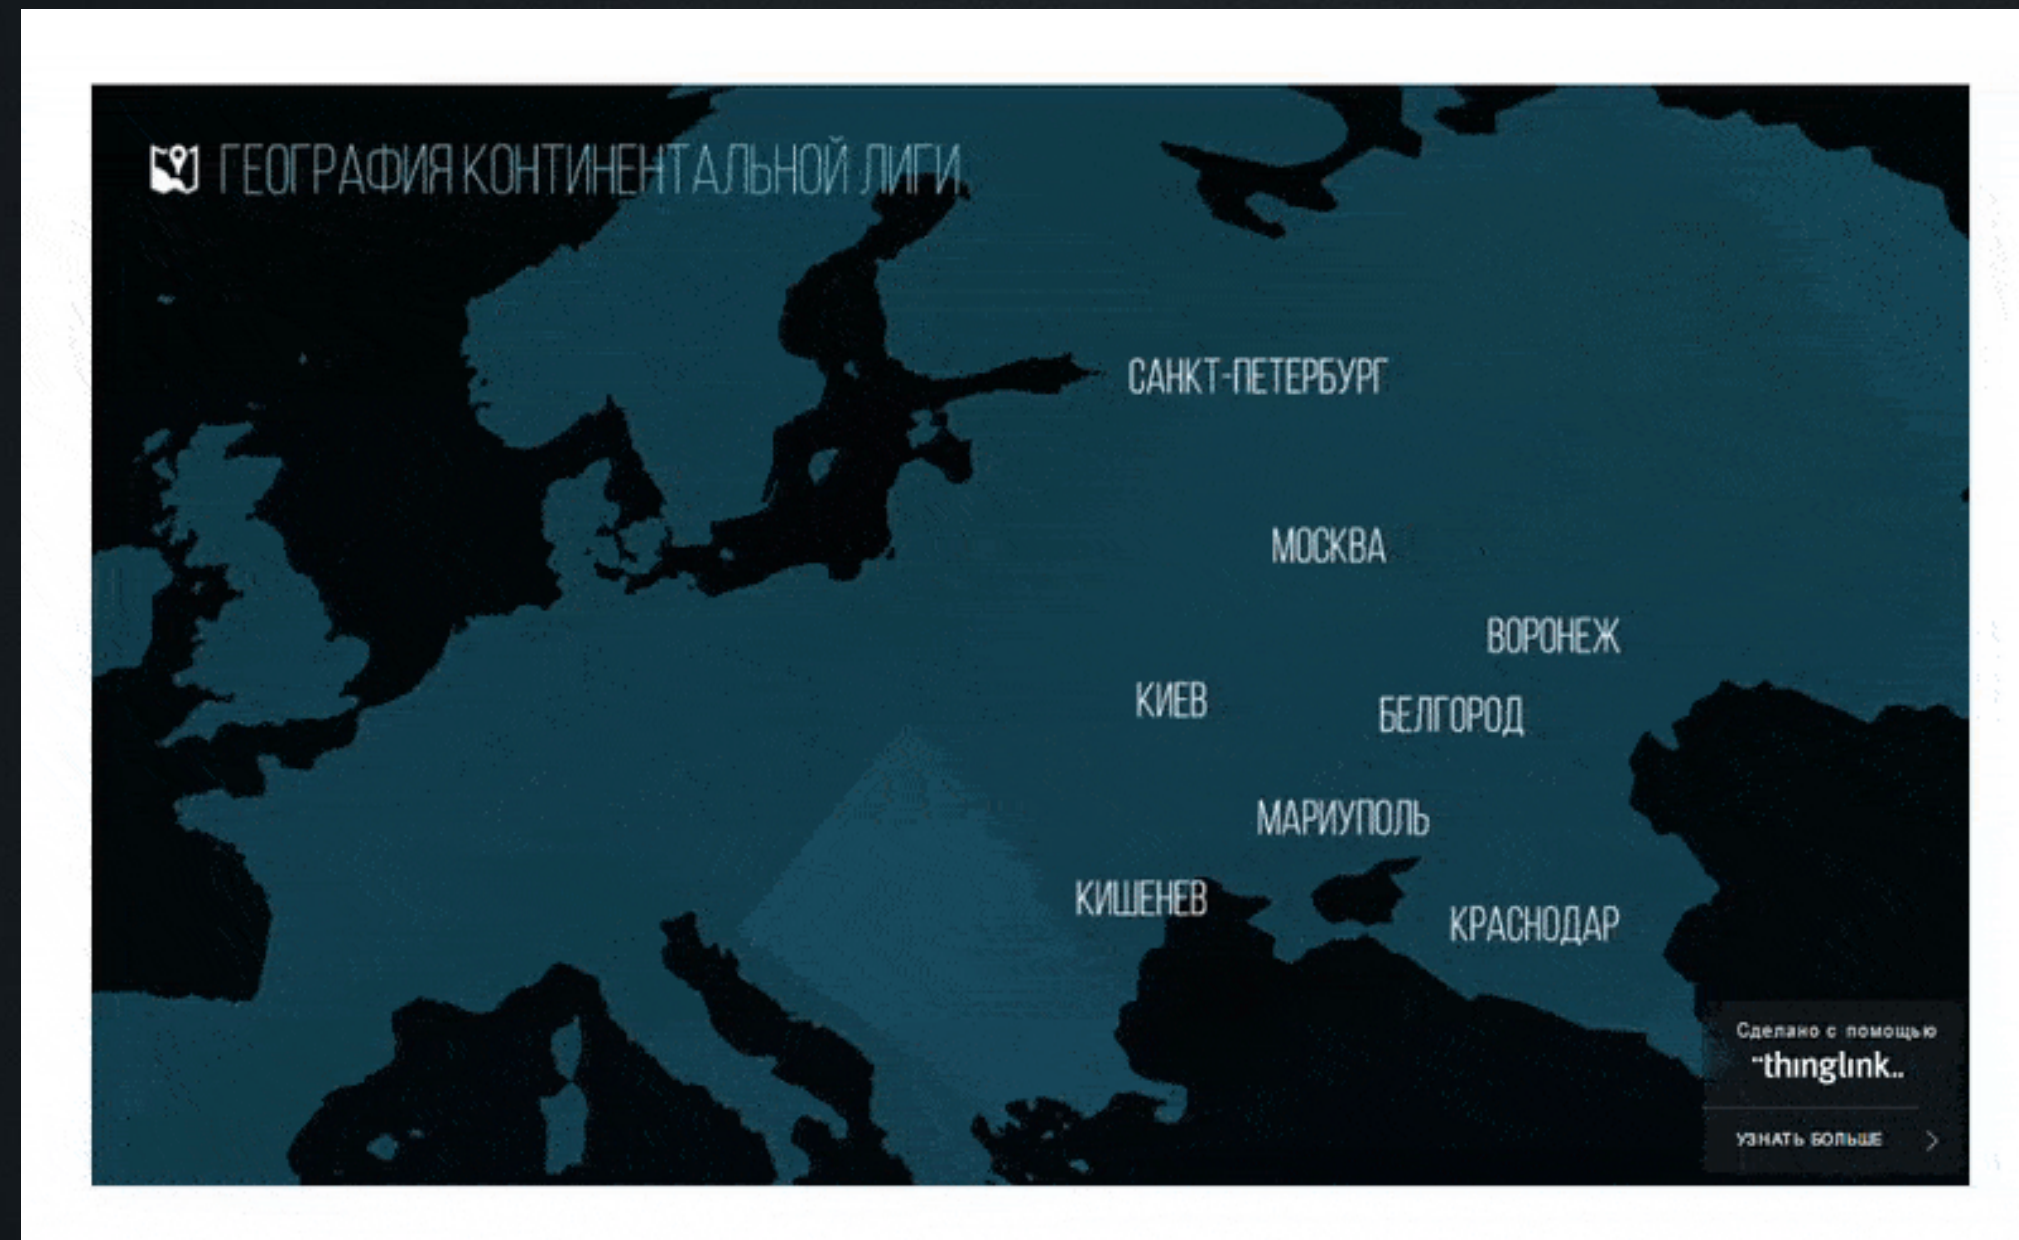 ГЕОГРАФИЯ КОНТИНЕНТАЛЬНОЙ ЛИГИ
САНКТ-ПЕТЕРБУРГ
МОСКВА
ВОРОНЕЖ
КИЕВ
БЕЛГОРОД
МАРИУПОЛЬ
КИШЕНЕВ
КРАСНОДАР
Сделано с помощью
thinglink..
УЗНАТЬ БОЛЬШЕ